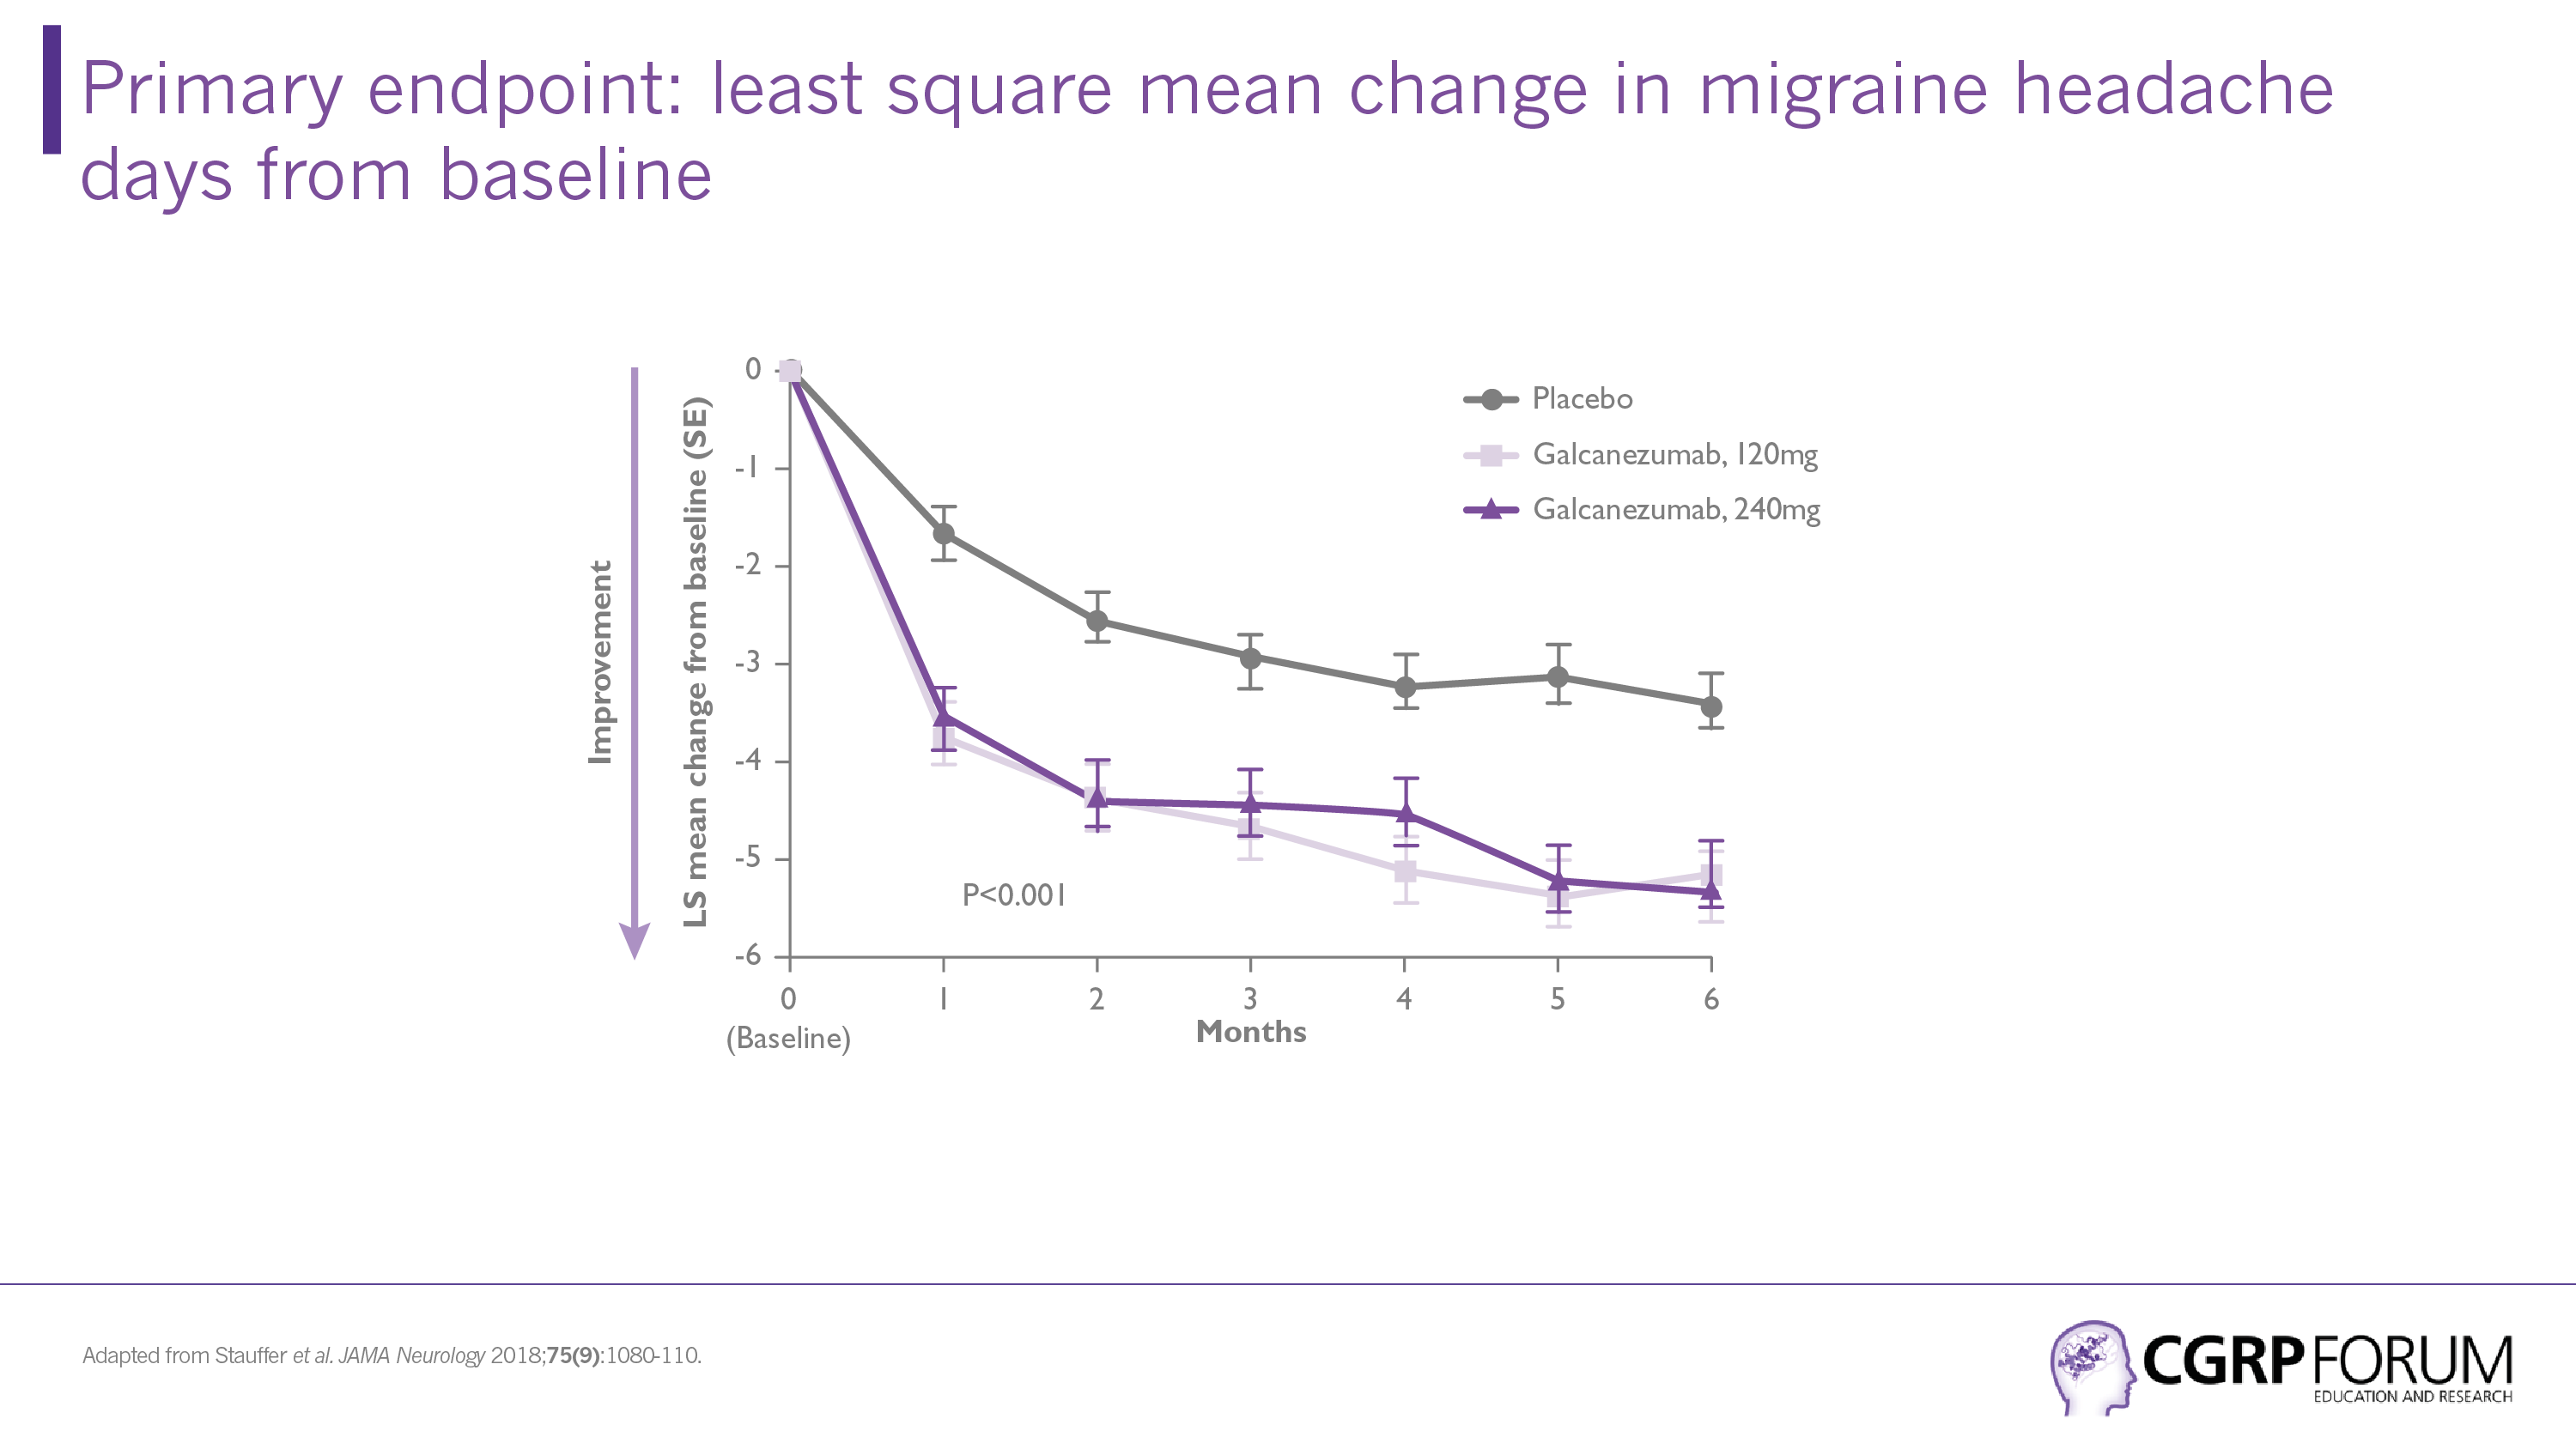 Primary endpoint: least square mean change in migraine headache
days from baseline
Improvement
LS mean change from baseline (SE)
0
-1
-2
-3
-4
-5
-6
Placebo
Galcanezumab, 120mg
Galcanezumab, 240mg
P<0.001
0
1
2
3
4
5
6
(Baseline)
Months
Adapted from Stauffer et al. JAMA Neurology 2018;75(9):1080-110.
CGRP FORUM
EDUCATION AND RESEARCH